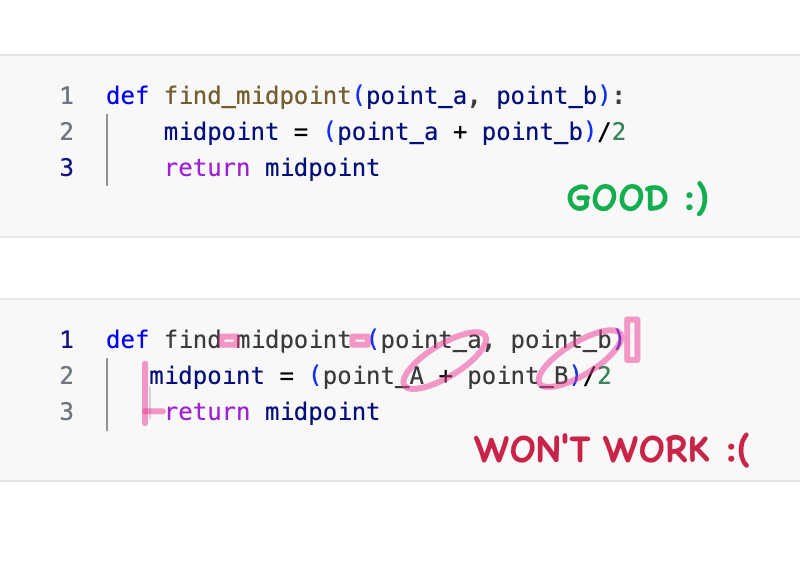 1 def find_midpoint(point_a, point_b):
2     midpoint = (point_a + point_b)/2
3     return midpoint
GOOD :)
1 def find midpoint (point_a, point_b)
2    midpoint = (point_A + point_B)/2
3     return midpoint
WON'T WORK :(